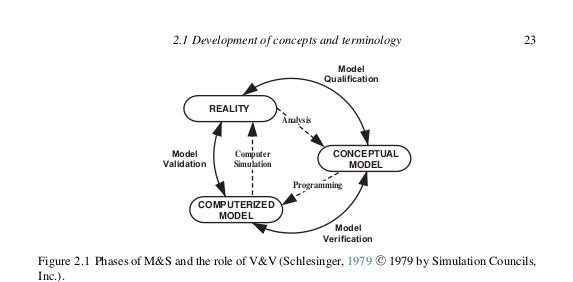 2.1 Development of concepts and terminology 23
Model
Qualification
REALITY
Analysis
Model
Validation
Computer
Simulation
CONCEPTUAL
MODEL
Programming
COMPUTERIZED
MODEL
Model
Verification
Figure 2.1 Phases of M&S and the role of V&V (Schlesinger, 1979 © 1979 by Simulation Councils,
Inc.).